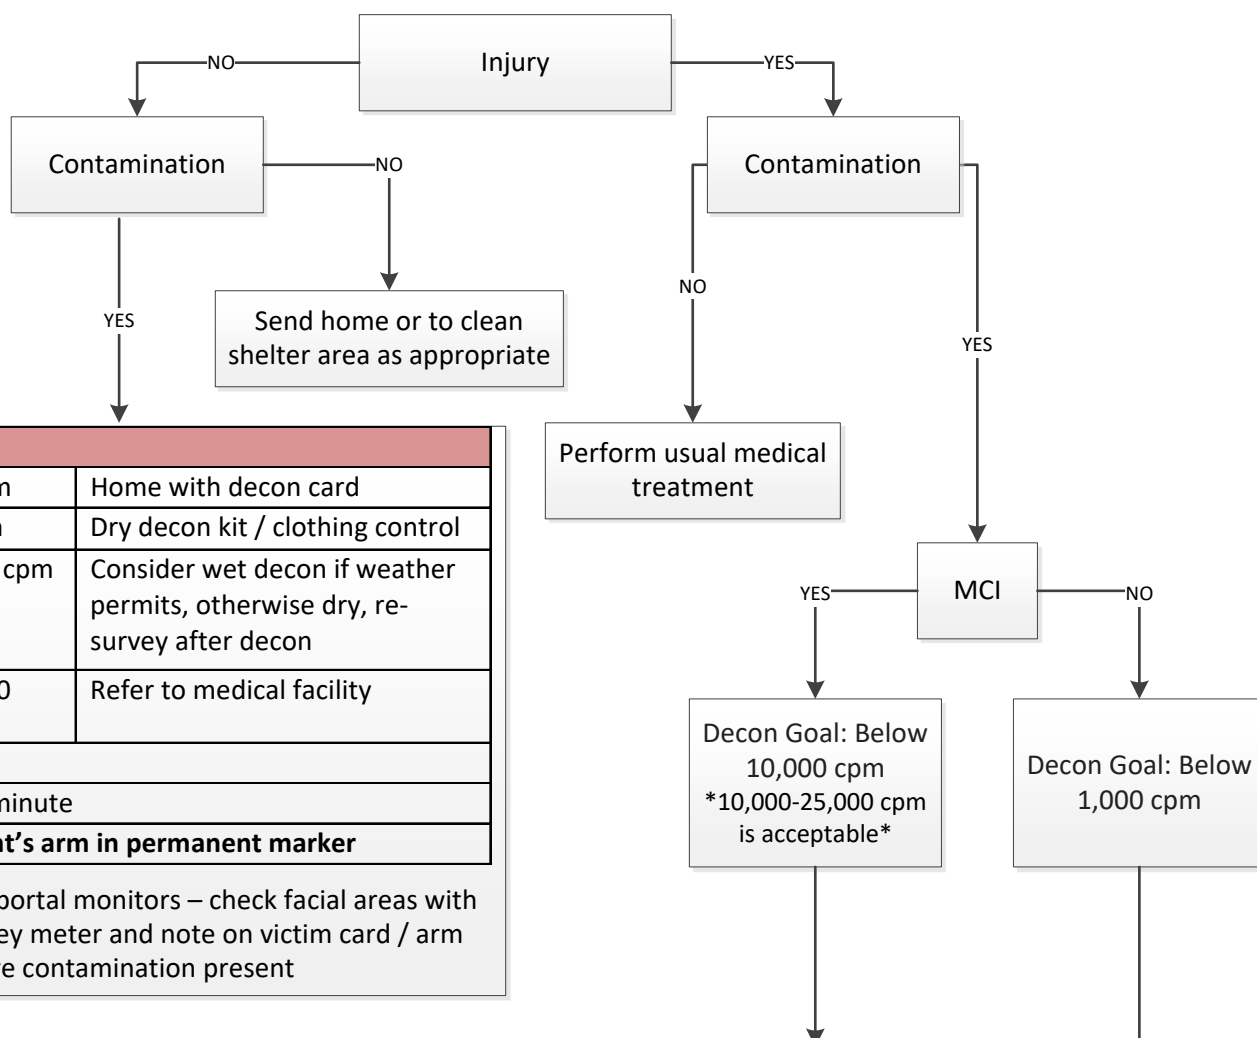 Injury
NO
YES
Contamination
NO
Contamination
YES
Send home or to clean
shelter area as appropriate
NO
YES
Perform usual medical
treatment
Home with decon card
Dry decon kit / clothing control
cpm
Consider wet decon if weather
permits, otherwise dry, re-
survey after decon
Refer to medical facility
minute
arm in permanent marker
portal monitors – check facial areas with
meter and note on victim card / arm
contamination present
MCI
YES
NO
Decon Goal: Below
10,000 cpm
*10,000-25,000 cpm
is acceptable*
Decon Goal: Below
1,000 cpm